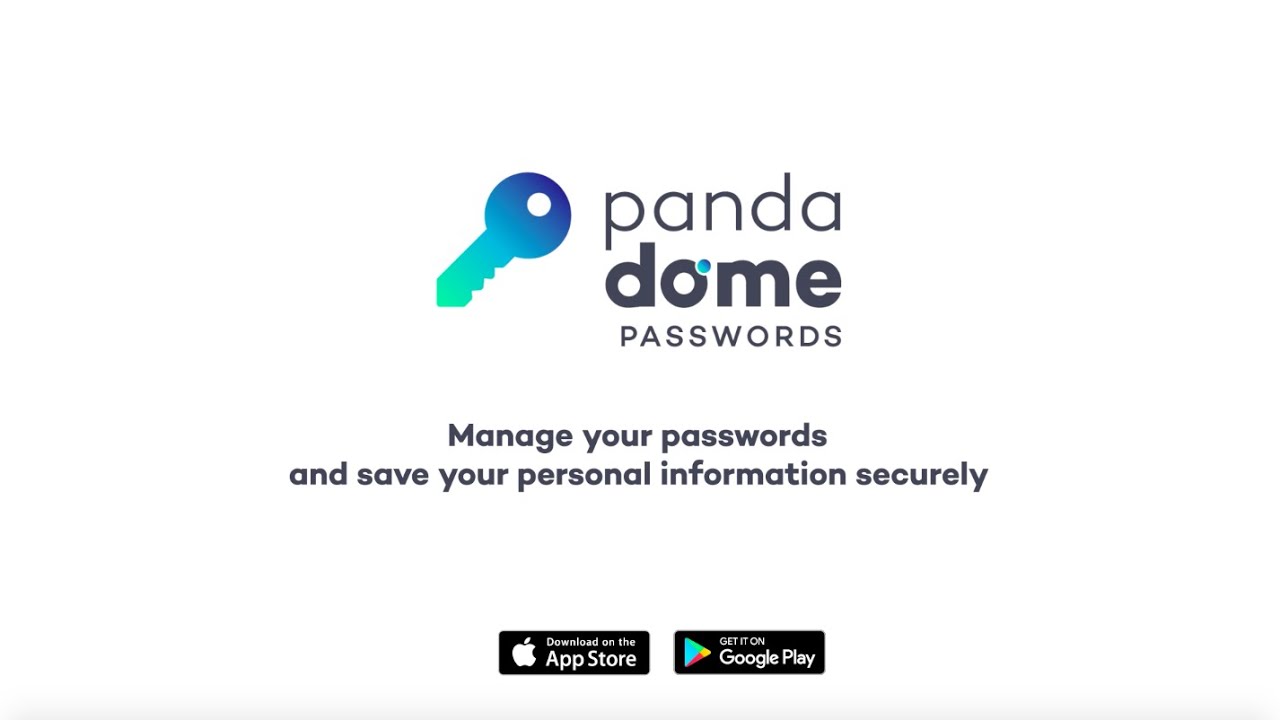 panda
dome
PASSWORDS
Manage your passwords
and save your personal information securely
Download on the
App Store
GET IT ON
Google Play